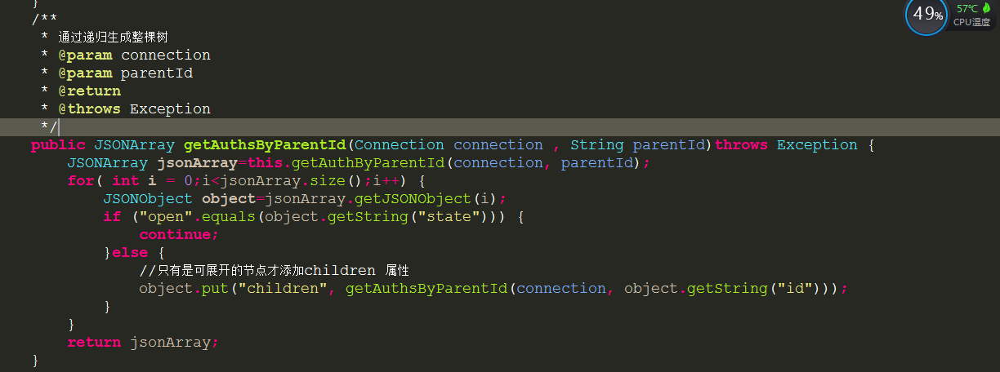 }
/**
 * 通过递归生成整棵树
 * @param connection
 * @param parentId
 * @return
 * @throws Exception
 */
public JSONArray getAuthsByParentId(Connection connection , String parentId)throws Exception {
    JSONArray jsonArray=this.getAuthByParentId(connection, parentId);
    for( int i = 0;i<jsonArray.size();i++) {
        JSONObject object=jsonArray.getJSONObject(i);
        if ("open".equals(object.getString("state"))) {
            continue;
        }else {
            //只有是可展开的节点才添加children 属性
            object.put("children", getAuthsByParentId(connection, object.getString("id")));
        }
    }
    return jsonArray;
}
49%
57℃
CPU温度